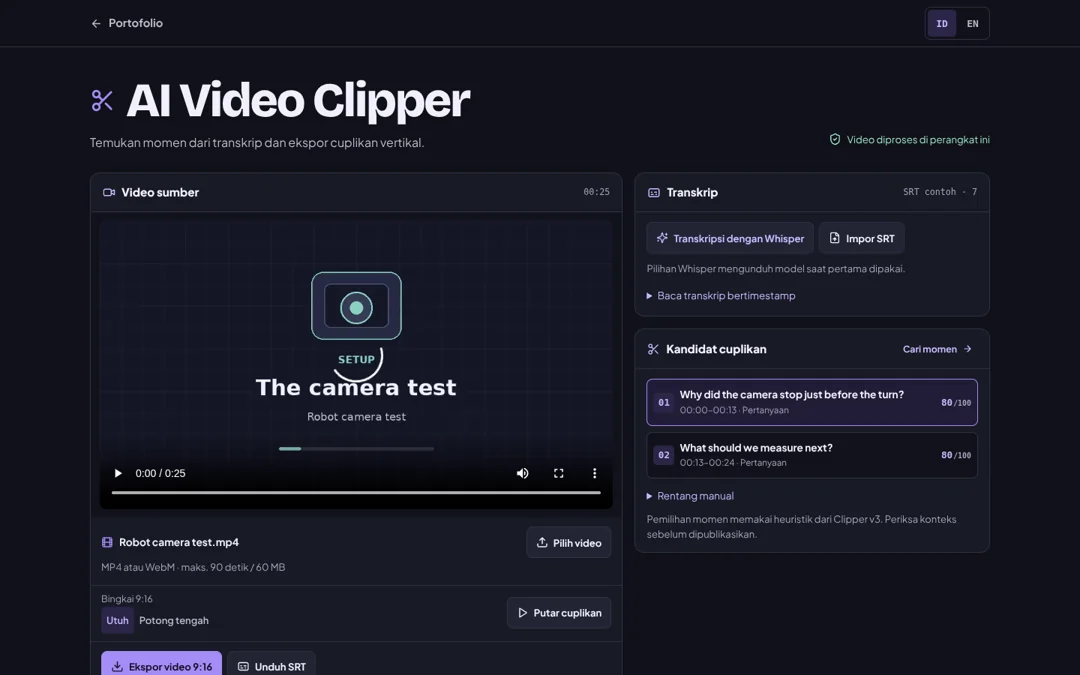 Portofolio
ID EN
AI Video Clipper
Temukan momen dari transkrip dan ekspor cuplikan vertikal.
Video diproses di perangkat ini
Video sumber 00:25
SETUP
The camera test
Robot camera test
0:00 / 0:25
Robot camera test.mp4
Pilih video
MP4 atau WebM · maks. 90 detik / 60 MB
Bingkai 9:16
Utuh Potong tengah
Putar cuplikan
Ekspor video 9:16 Unduh SRT
Transkrip SRT contoh · 7
Transkripsi dengan Whisper Impor SRT
Pilihan Whisper mengunduh model saat pertama dipakai.
Baca transkrip bertimestamp
Kandidat cuplikan Cari momen
01 Why did the camera stop just before the turn? 80/100
00:00–00:13 · Pertanyaan
02 What should we measure next? 80/100
00:13–00:24 · Pertanyaan
Rentang manual
Pemilihan momen memakai heuristik dari Clipper v3. Periksa konteks
sebelum dipublikasikan.